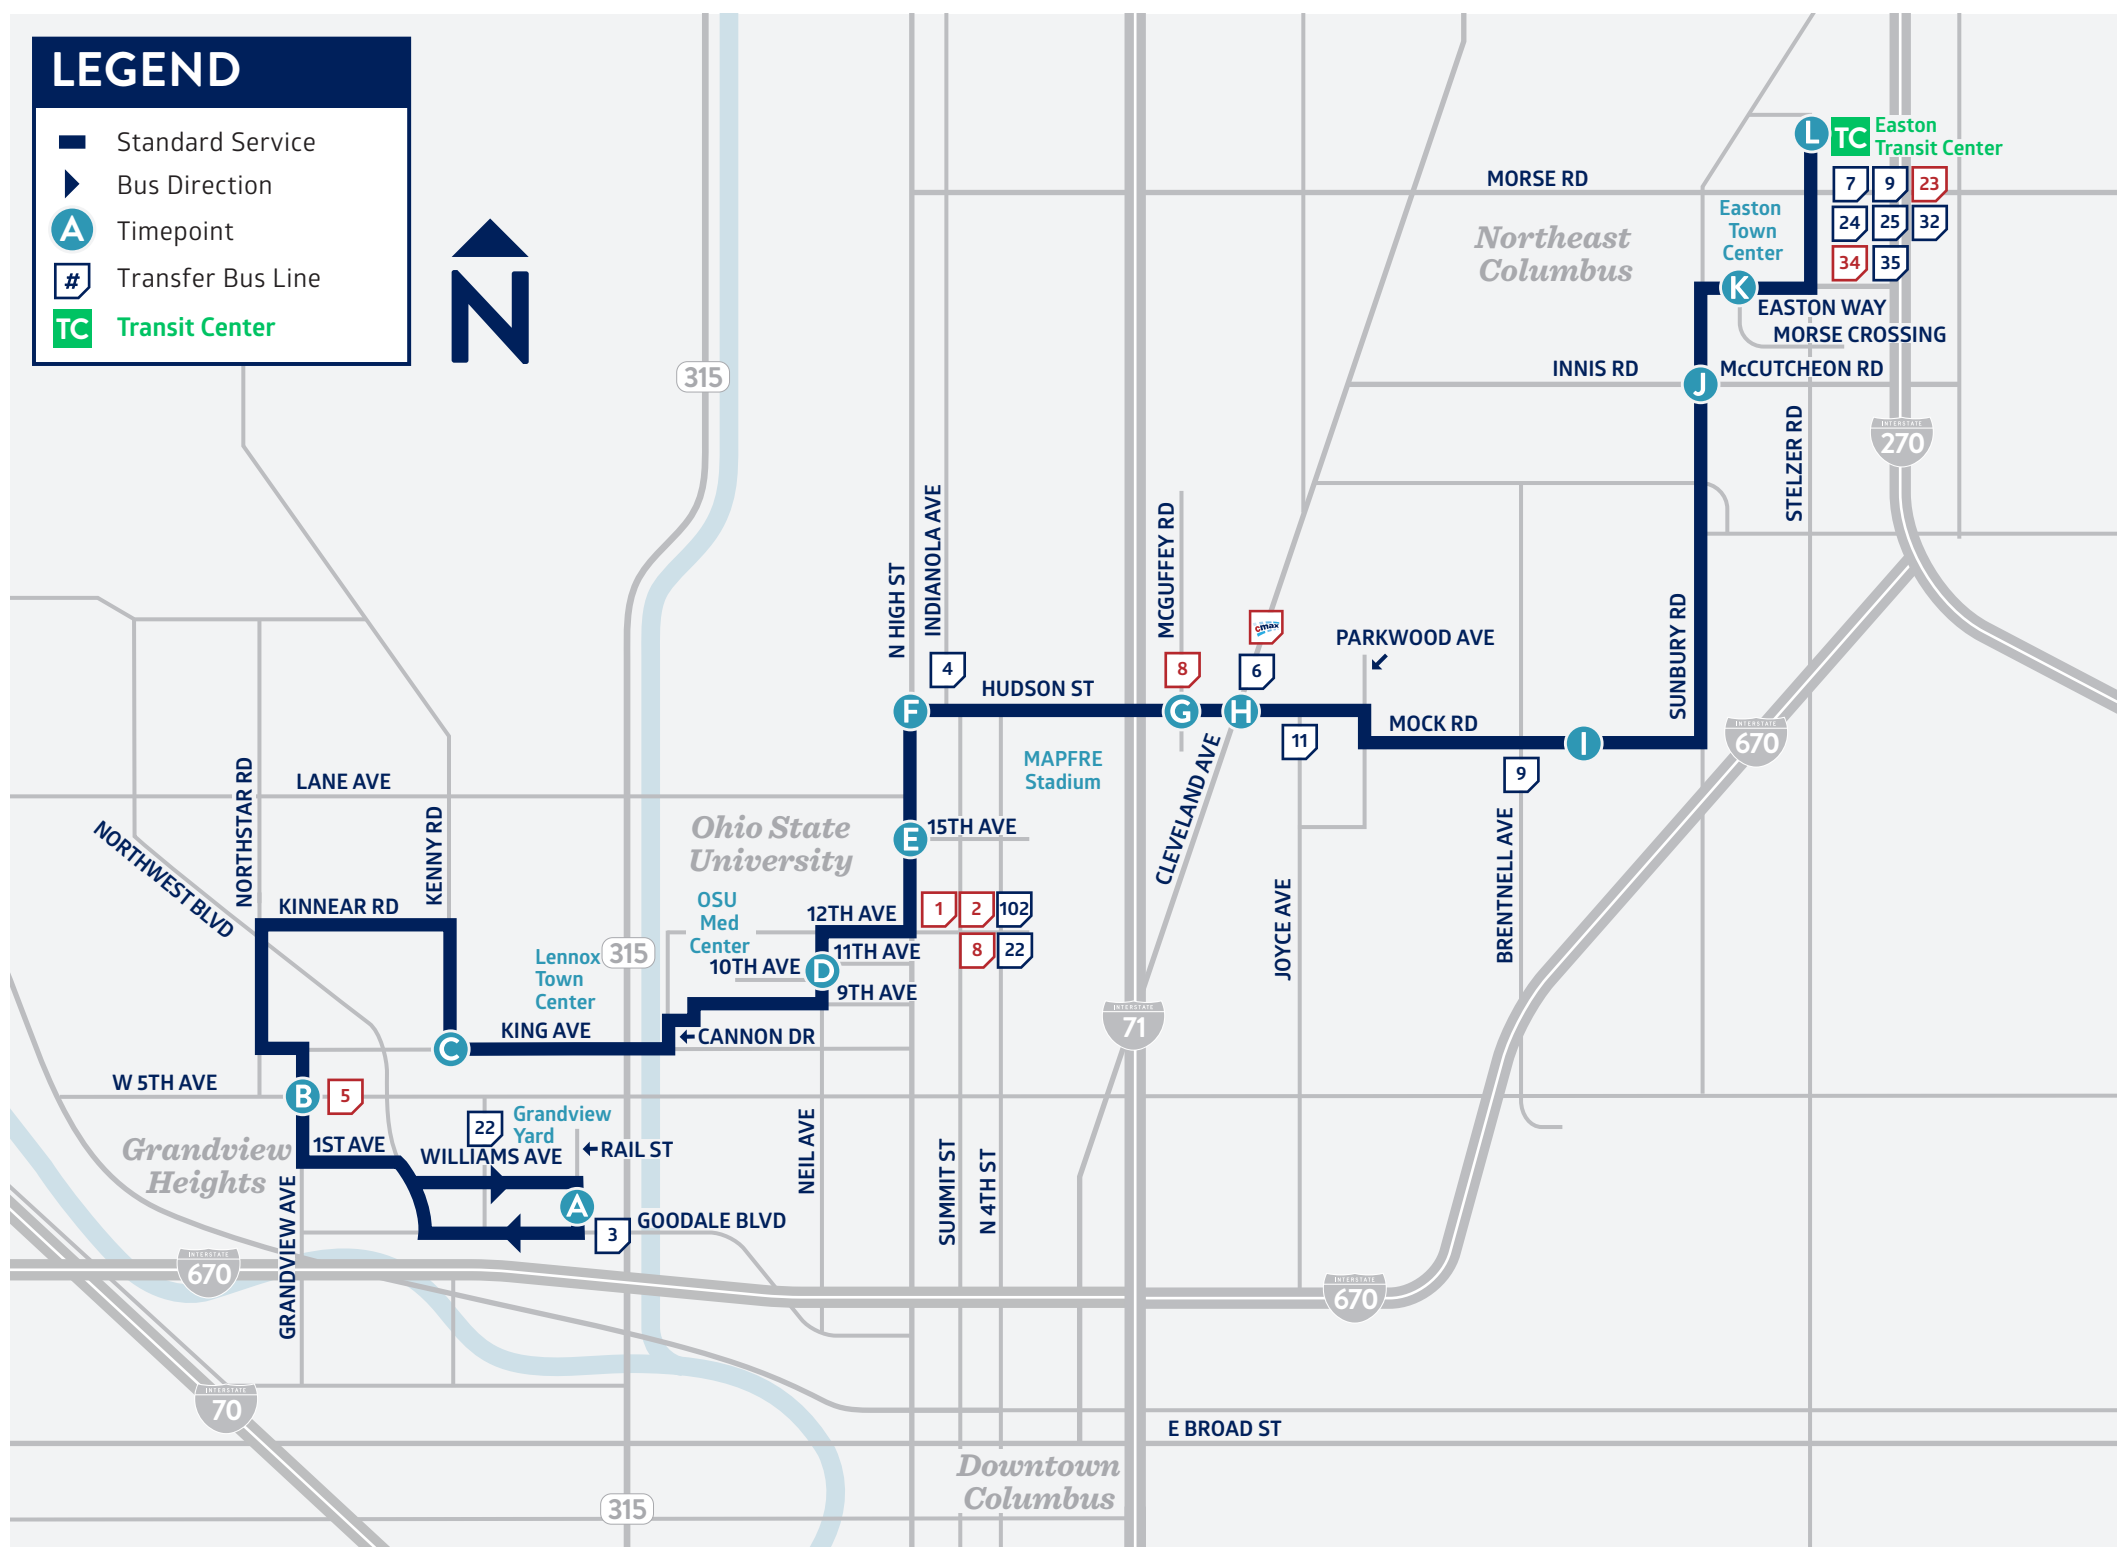 LEGEND
Standard Service
Bus Direction
A
Timepoint
#
Transfer Bus Line
TC
Transit Center
N
L
TC
Easton
Transit Center
MORSE RD
7
9
23
24
25
32
34
35
Easton
Town
Center
Northeast
Columbus
K
EASTON WAY
MORSE CROSSING
INNIS RD
J
McCUTCHEON RD
315
STELZER RD
INTERSTATE
270
N HIGH ST
INDIANOLA AVE
MCGUFFEY RD
cmax
PARKWOOD AVE
SUNBURY RD
4
8
6
F
HUDSON ST
G
H
MOCK RD
I
11
9
INTERSTATE
670
MAPFRE
Stadium
CLEVELAND AVE
LANE AVE
NORTHSTAR RD
NORTHWEST BLVD
KENNY RD
Ohio State
University
E
15TH AVE
BRENTNELL AVE
JOYCE AVE
KINNEAR RD
OSU
Med
Center
12TH AVE
1
2
102
8
22
11TH AVE
10TH AVE
D
9TH AVE
Lennox
Town
Center
315
KING AVE
CANNON DR
C
INTERSTATE
71
W 5TH AVE
B
5
22
Grandview
Yard
1ST AVE
WILLIAMS AVE
RAIL ST
Grandview
Heights
A
3
GOODALE BLVD
NEIL AVE
SUMMIT ST
N 4TH ST
GRANDVIEW AVE
INTERSTATE
670
INTERSTATE
670
INTERSTATE
70
E BROAD ST
Downtown
Columbus
315